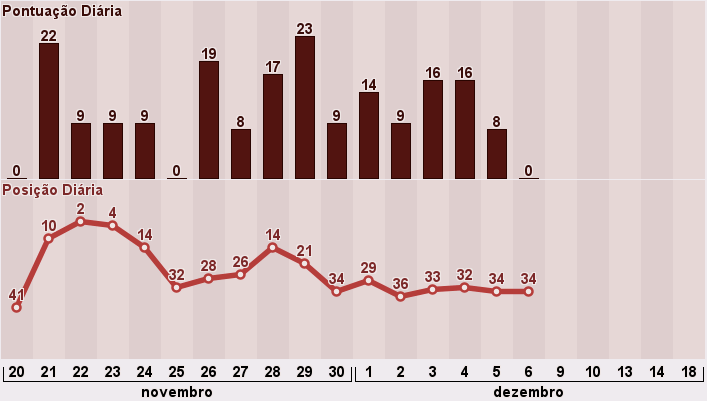 Pontuação Diária
0 22 9 9 9 0 19 8 17 23 9 14 9 16 16 8 0
Posição Diária
41 10 2 4 14 32 28 26 14 21 34 29 36 33 32 34 34
20 21 22 23 24 25 26 27 28 29 30 1 2 3 4 5 6 9 10 13 14 18
novembro dezembro